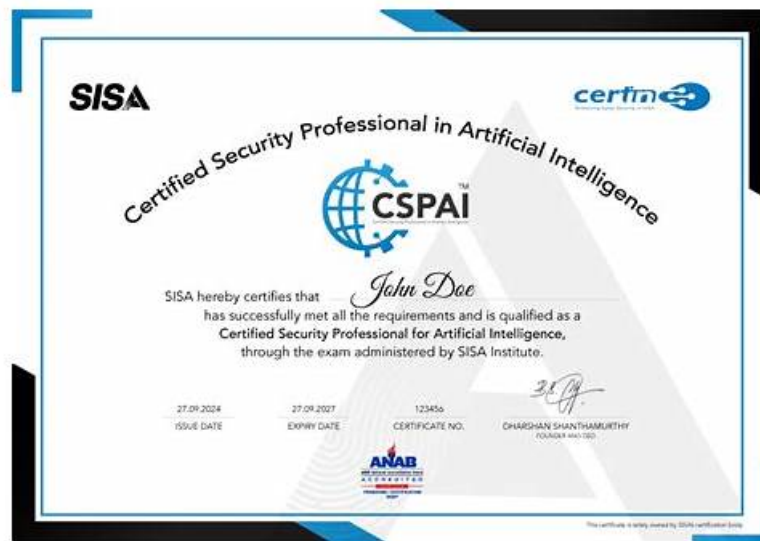 SISA
certin
Certified Security Professional in Artificial Intelligence
CSPAI
TM
SISA hereby certifies that John Doe
has successfully met all the requirements and is qualified as a
Certified Security Professional for Artificial Intelligence,
through the exam administered by SISA Institute.
27.09.2024
ISSUE DATE
27.09.2027
EXPIRY DATE
123456
CERTIFICATE NO.
DHARSHAN SHANTHAMURTHY
FOUNDER AND CEO
ANAB
ACCREDITED